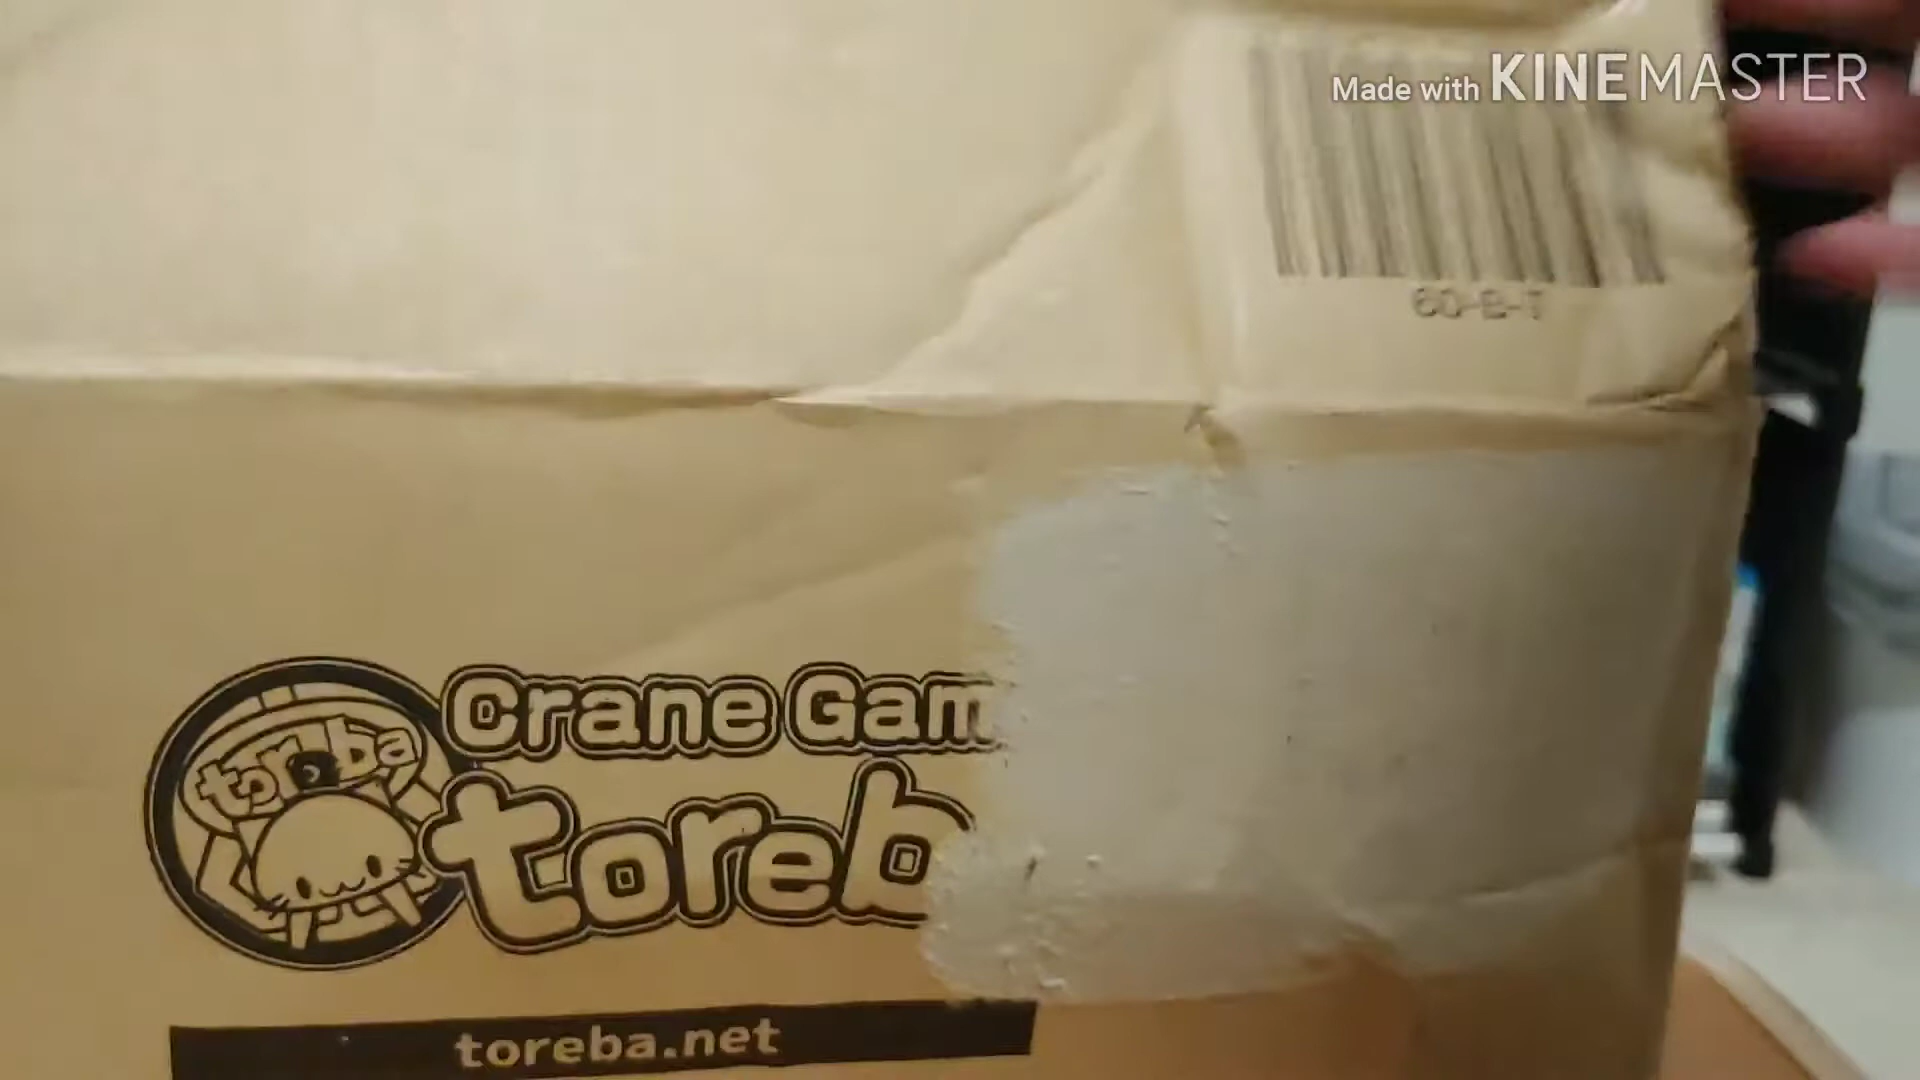 Made with KINEMASTER
60-B-T
toreba
Crane Gam
toreb
toreba.net